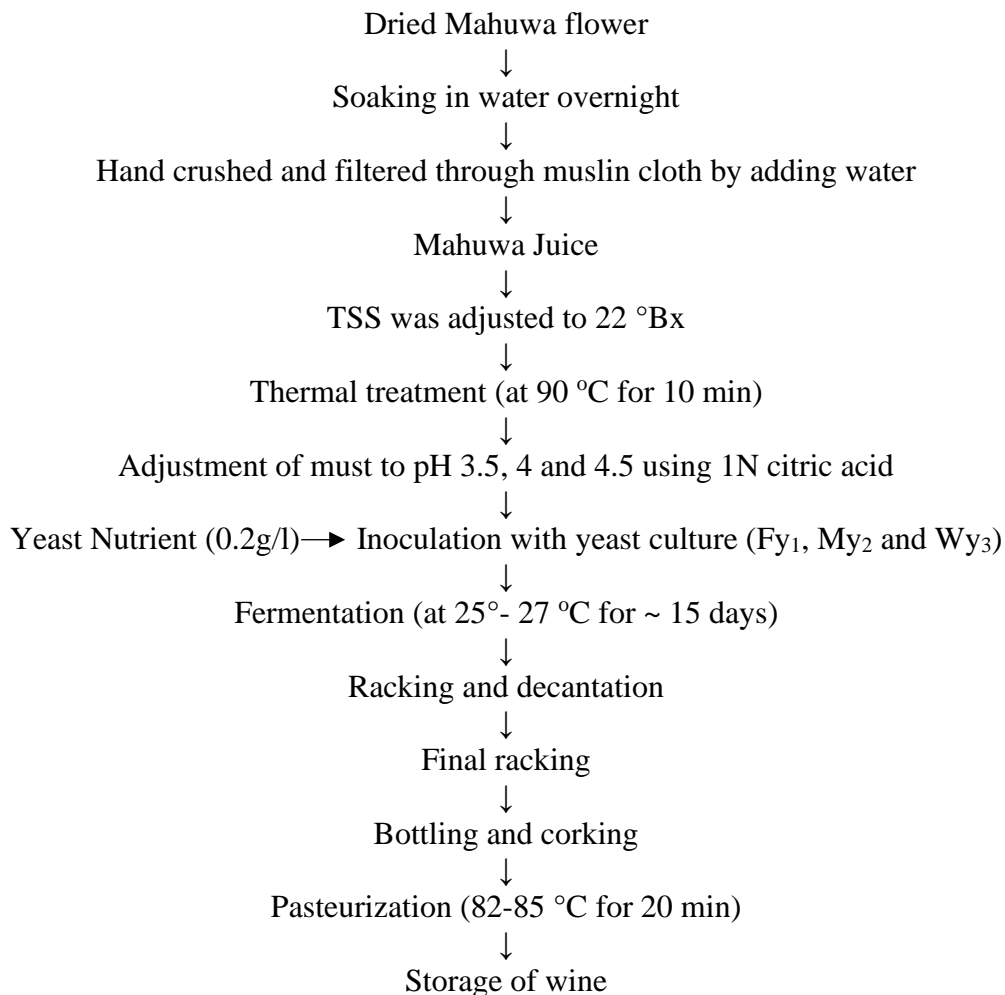 Dried Mahuwa flower
↓
Soaking in water overnight
↓
Hand crushed and filtered through muslin cloth by adding water
↓
Mahuwa Juice
↓
TSS was adjusted to 22 °Bx
↓
Thermal treatment (at 90 ºC for 10 min)
↓
Adjustment of must to pH 3.5, 4 and 4.5 using 1N citric acid
↓
Yeast Nutrient (0.2g/l)→ Inoculation with yeast culture (Fy₁, My₂ and Wy₃)
↓
Fermentation (at 25°- 27 ºC for ~ 15 days)
↓
Racking and decantation
↓
Final racking
↓
Bottling and corking
↓
Pasteurization (82-85 °C for 20 min)
↓
Storage of wine